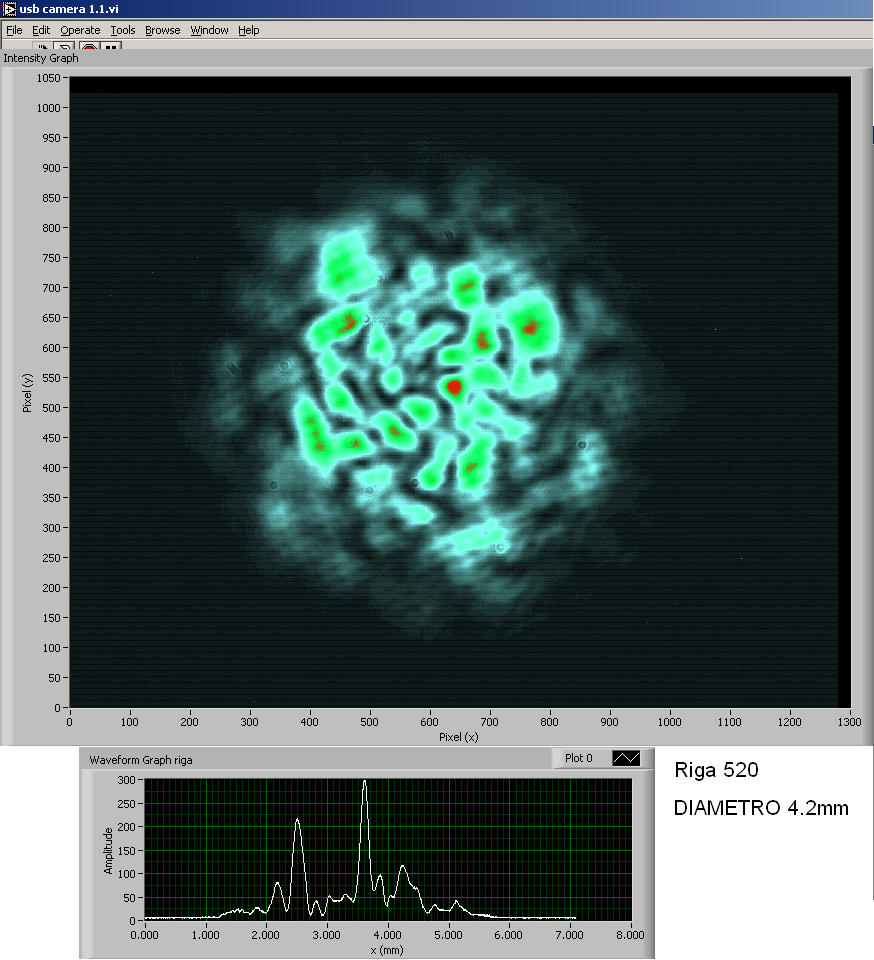 usb camera 1.1.vi
File Edit Operate Tools Browse Window Help
Intensity Graph
1050
1000
950
900
850
800
750
700
650
600
550
500
450
400
350
300
250
200
150
100
50
0
Pixel (y)
0 100 200 300 400 500 600 700 800 900 1000 1100 1200 1300
Pixel (x)
Waveform Graph riga
Plot 0
300
250
200
150
100
50
0
Amplitude
0.000 1.000 2.000 3.000 4.000 5.000 6.000 7.000 8.000
x (mm)
Riga 520
DIAMETRO 4.2mm